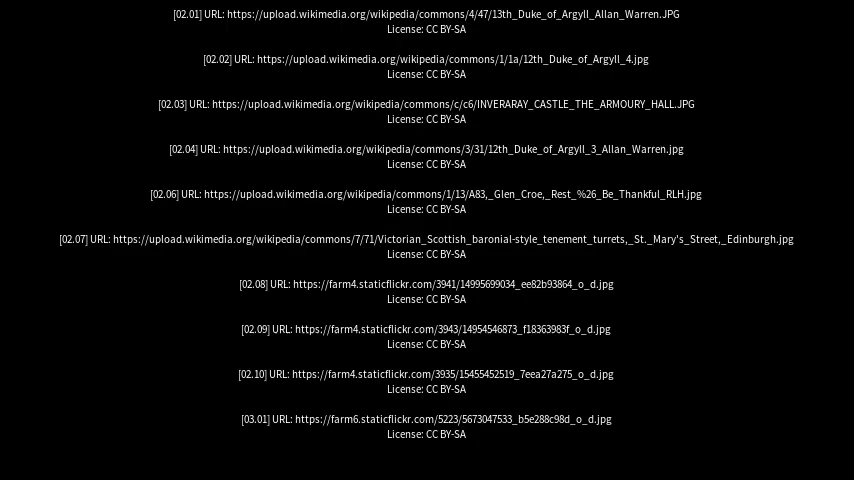 [02.01] URL: https://upload.wikimedia.org/wikipedia/commons/4/47/13th_Duke_of_Argyll_Allan_Warren.JPG
License: CC BY-SA
[02.02] URL: https://upload.wikimedia.org/wikipedia/commons/1/1a/12th_Duke_of_Argyll_4.jpg
License: CC BY-SA
[02.03] URL: https://upload.wikimedia.org/wikipedia/commons/c/c6/INVERARAY_CASTLE_THE_ARMOURY_HALL.JPG
License: CC BY-SA
[02.04] URL: https://upload.wikimedia.org/wikipedia/commons/3/31/12th_Duke_of_Argyll_3_Allan_Warren.jpg
License: CC BY-SA
[02.06] URL: https://upload.wikimedia.org/wikipedia/commons/1/13/A83,_Glen_Croe,_Rest_%26_Be_Thankful_RLH.jpg
License: CC BY-SA
[02.07] URL: https://upload.wikimedia.org/wikipedia/commons/7/71/Victorian_Scottish_baronial-style_tenement_turrets,_St._Mary's_Street,_Edinburgh.jpg
License: CC BY-SA
[02.08] URL: https://farm4.staticflickr.com/3941/14995699034_ee82b93864_o_d.jpg
License: CC BY-SA
[02.09] URL: https://farm4.staticflickr.com/3943/14954546873_f18363983f_o_d.jpg
License: CC BY-SA
[02.10] URL: https://farm4.staticflickr.com/3935/15455452519_7eea27a275_o_d.jpg
License: CC BY-SA
[03.01] URL: https://farm6.staticflickr.com/5223/5673047533_b5e288c98d_o_d.jpg
License: CC BY-SA